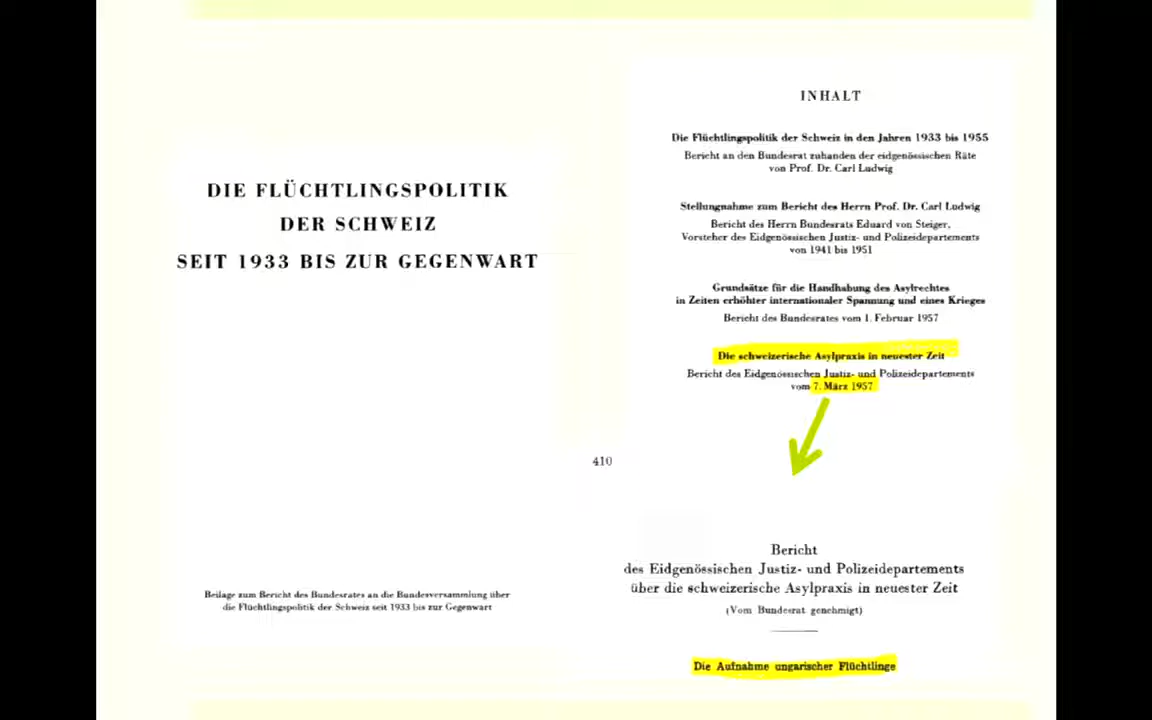 DIE FLÜCHTLINGSPOLITIK
DER SCHWEIZ
SEIT 1933 BIS ZUR GEGENWART
Beilage zum Bericht des Bundesrates an die Bundesversammlung über
die Flüchtlingspolitik der Schweiz seit 1933 bis zur Gegenwart
INHALT
Die Flüchtlingspolitik der Schweiz in den Jahren 1933 bis 1955
Bericht an den Bundesrat zuhanden der eidgenössischen Räte
von Prof. Dr. Carl Ludwig
Stellungnahme zum Bericht des Herrn Prof. Dr. Carl Ludwig
Bericht des Herrn Bundesrats Eduard von Steiger,
Vorsteher des Eidgenössischen Justiz- und Polizeidepartements
von 1941 bis 1951
Grundsätze für die Handhabung des Asylrechtes
in Zeiten erhöhter internationaler Spannung und eines Krieges
Bericht des Bundesrates vom 1. Februar 1957
Die schweizerische Asylpraxis in neuester Zeit
Bericht des Eidgenössischen Justiz- und Polizeidepartements
vom 7. März 1957
410
Bericht
des Eidgenössischen Justiz- und Polizeidepartements
über die schweizerische Asylpraxis in neuester Zeit
(Vom Bundesrat genehmigt)
Die Aufnahme ungarischer Flüchtlinge